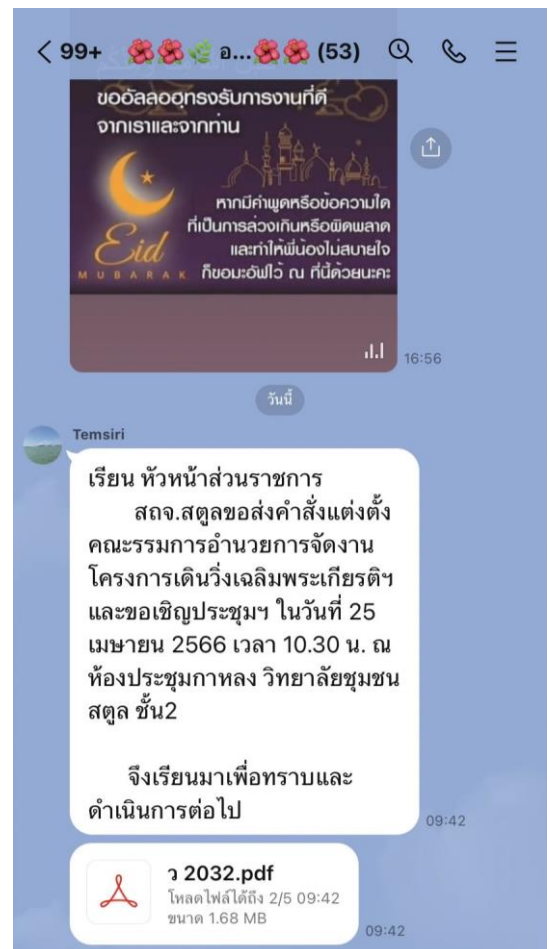 99+ 🌺🌺🌿 อ...🌺🌺 (53)
ขออัลลออฺทรงรับการงานที่ดี
จากเราและจากท่าน
หากมีคำพูดหรือข้อความใด
ที่เป็นการล่วงเกินหรือผิดพลาด
และทำให้พี่น้องไม่สบายใจ
ก็ขอมะอัฟไว้ ณ ที่นี้ด้วยนะคะ
Eid
MUBARAK
16:56
วันนี้
Temsiri
เรียน หัวหน้าส่วนราชการ
สถจ.สตูลขอส่งคำสั่งแต่งตั้ง
คณะรรมการอำนวยการจัดงาน
โครงการเดินวิ่งเฉลิมพระเกียรติฯ
และขอเชิญประชุมฯ ในวันที่ 25
เมษายน 2566 เวลา 10.30 น. ณ
ห้องประชุมกาหลง วิทยาลัยชุมชน
สตูล ชั้น2
จึงเรียนมาเพื่อทราบและ
ดำเนินการต่อไป
09:42
ว 2032.pdf
โหลดไฟล์ได้ถึง 2/5 09:42
ขนาด 1.68 MB
09:42